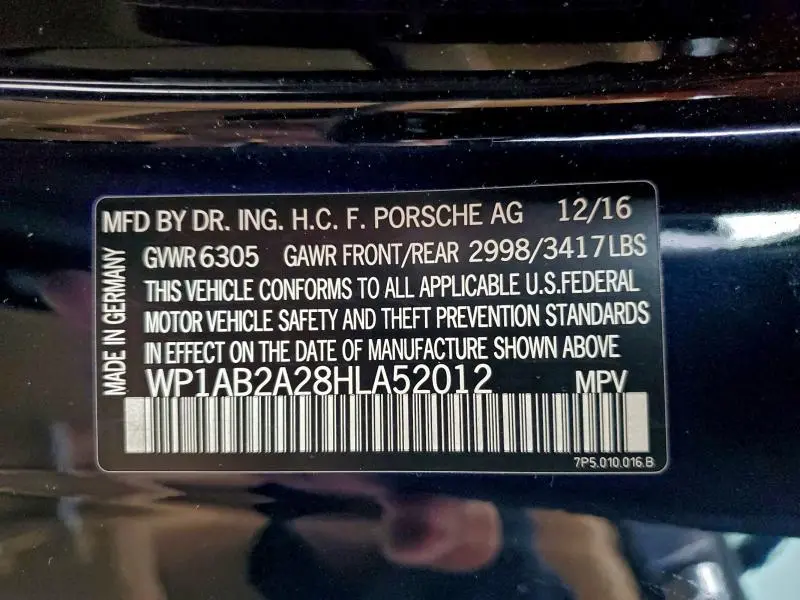 MFD BY DR. ING. H.C. F. PORSCHE AG 12/16
GVWR 6305 GAWR FRONT/REAR 2998/3417LBS
THIS VEHICLE CONFORMS TO ALL APPLICABLE U.S.FEDERAL
MOTOR VEHICLE SAFETY AND THEFT PREVENTION STANDARDS
IN EFFECT ON THE DATE OF MANUFACTURE SHOWN ABOVE
WP1AB2A28HLA52012 MPV
7P5.010.016.B
MADE IN GERMANY